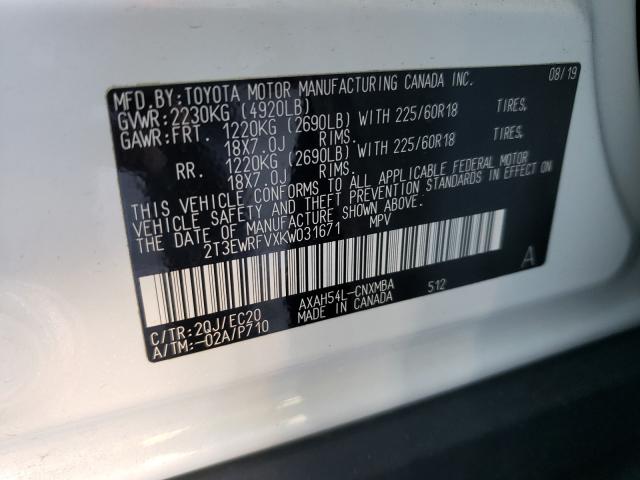 MFD.BY:TOYOTA MOTOR MANUFACTURING CANADA INC. 08/19
GVWR:2230KG (4920LB)
GAWR:FRT. 1220KG (2690LB) WITH 225/60R18 TIRES,
18X7.0J RIMS.
RR. 1220KG (2690LB) WITH 225/60R18 TIRES,
18X7.0J RIMS.
THIS VEHICLE CONFORMS TO ALL APPLICABLE FEDERAL MOTOR
VEHICLE SAFETY AND THEFT PREVENTION STANDARDS IN EFFECT ON
THE DATE OF MANUFACTURE SHOWN ABOVE.
2T3EWRFVXKW031671 MPV
A
C/TR:2QJ/EC20 AXAH54L-CNXMBA 512
A/TM:-02A/P710 MADE IN CANADA